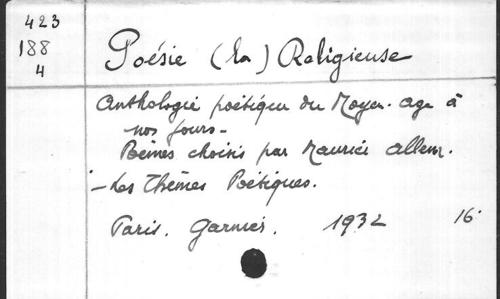 423
188
4
Poésie (La) Religieuse
Anthologie poétique du Moyen-age à
nos jours-
Poèmes choisis par Maurice Allem.
- Les Thèmes Poétiques.
Paris. Garnier. 1932 16°